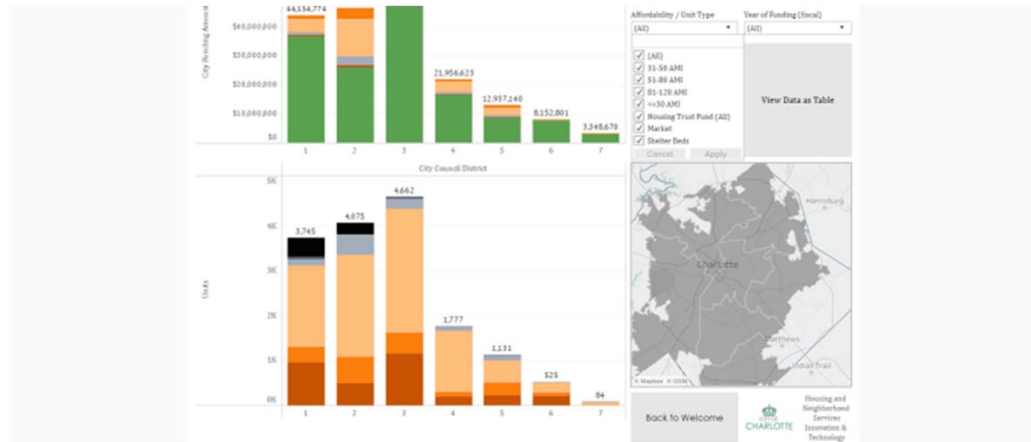 44,154,774
City Funding Amount
$40,000,000
$30,000,000
$20,000,000
$10,000,000
$0
21,956,623
12,937,140
8,152,801
3,348,670
1 2 3 4 5 6 7
City Council District
Units
5K
4K
3K
2K
1K
0K
3,745
4,075
4,662
1,777
1,131
525
84
1 2 3 4 5 6 7
Affordability / Unit Type
(All)
(All)
31-50 AMI
51-80 AMI
81-120 AMI
<=30 AMI
Housing Trust Fund (All)
Market
Shelter Beds
Cancel Apply
Year of Funding (fiscal)
(All)
View Data as Table
Harrisburg
Charlotte
Matthews
Indian Trail
© Mapbox © OSM
Back to Welcome
CITY of
CHARLOTTE
Housing and
Neighborhood
Services
Innovation &
Technology